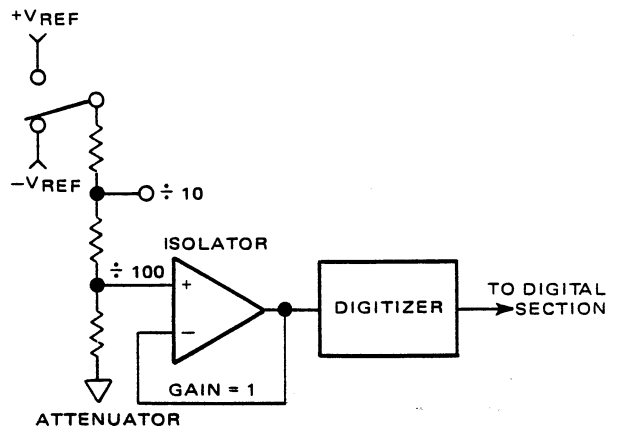 +VREF
−VREF
÷ 10
ISOLATOR
÷ 100
+
−
GAIN = 1
DIGITIZER
TO DIGITAL
SECTION
ATTENUATOR